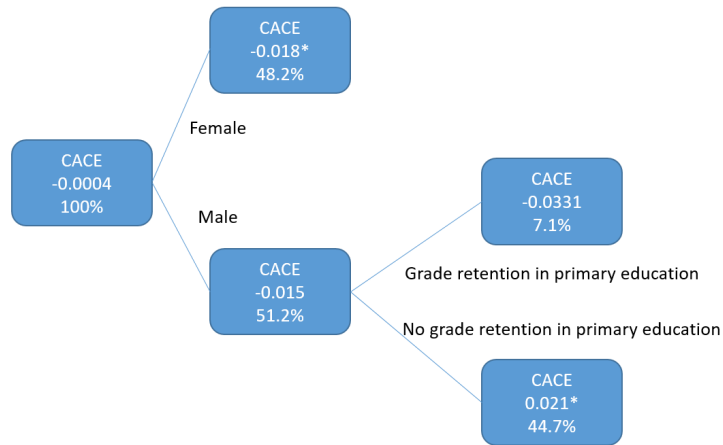 CACE
-0.018*
48.2%
Female
CACE
-0.0004
100%
Male
CACE
-0.0331
7.1%
CACE
-0.015
51.2%
Grade retention in primary education
No grade retention in primary education
CACE
0.021*
44.7%